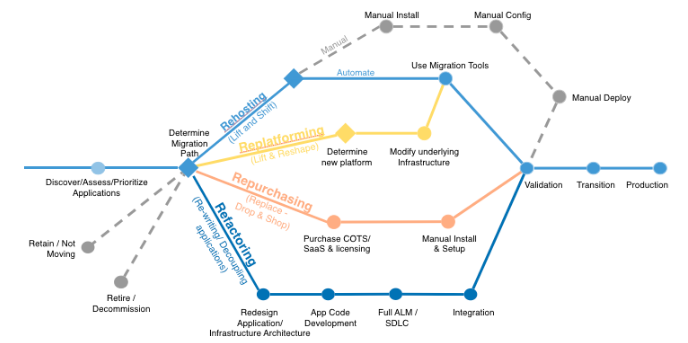 Manual Install
Manual Config
Manual
Use Migration Tools
Automate
Manual Deploy
Rehosting
(Lift and Shift)
Determine
Migration
Path
Replatforming
(Lift & Reshape)
Determine
new platform
Modify underlying
Infrastructure
Discover/Assess/Prioritize
Applications
Validation
Transition
Production
Repurchasing
(Replace -
Drop & Shop)
Purchase COTS/
SaaS & licensing
Manual Install
& Setup
Refactoring
(Re-writing/ Decoupling
applications)
Retain / Not
Moving
Retire /
Decommission
Redesign
Application/
Infrastructure Architecture
App Code
Development
Full ALM /
SDLC
Integration